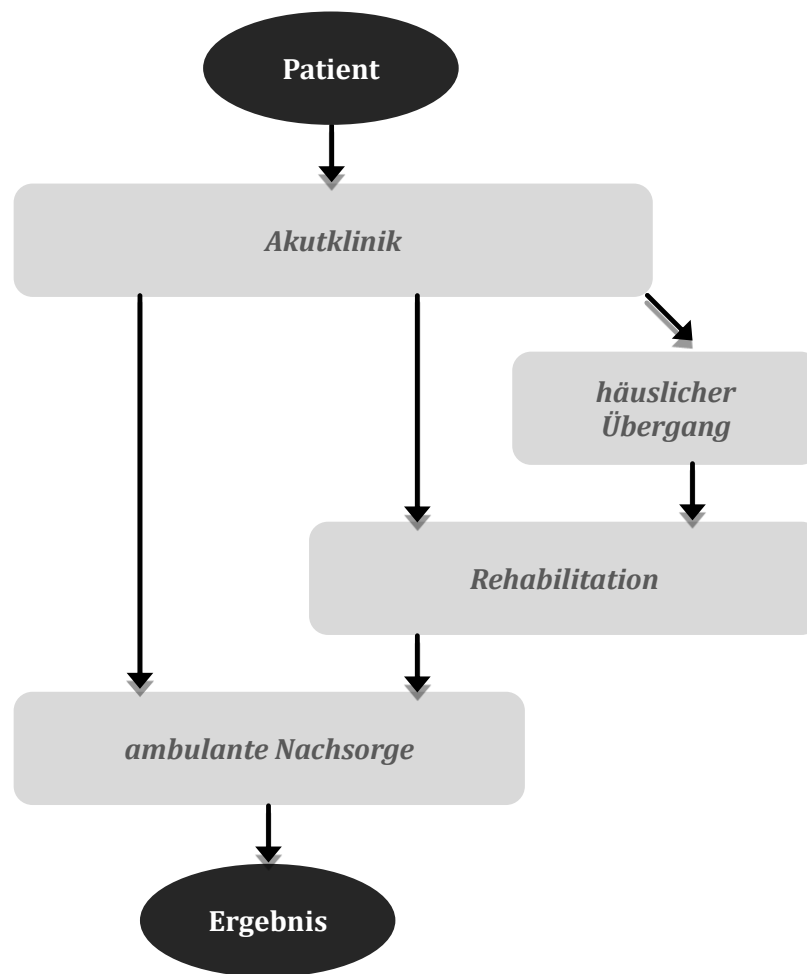 Patient
Akutklinik
häuslicher
Übergang
Rehabilitation
ambulante Nachsorge
Ergebnis